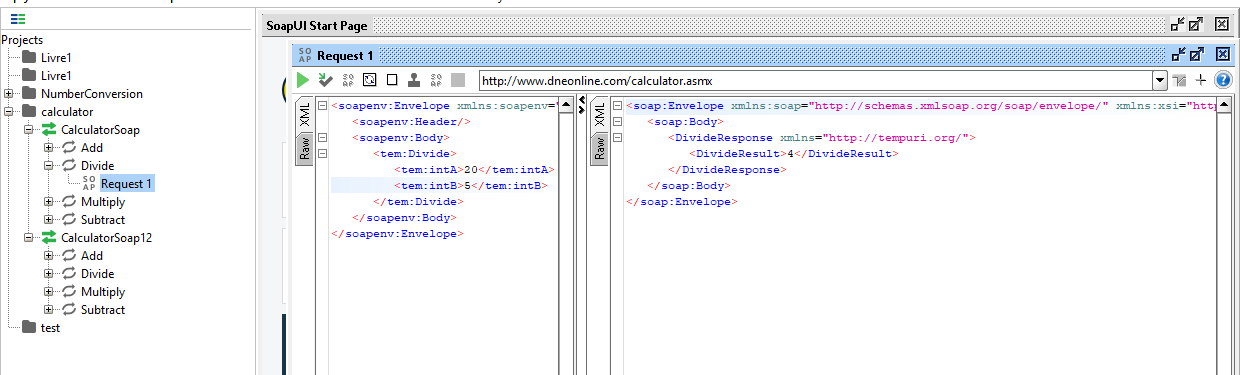 Projects
Livre1
Livre1
NumberConversion
calculator
CalculatorSoap
Add
Divide
SO
AP
Request 1
Multiply
Subtract
CalculatorSoap12
Add
Divide
Multiply
Subtract
test
SoapUI Start Page
SO
AP
Request 1
SO
AP
SO
AP
http://www.dneonline.com/calculator.asmx
?
XML
Raw
<soapenv:Envelope xmlns:soapenv="
<soapenv:Header/>
<soapenv:Body>
<tem:Divide>
<tem:intA>20</tem:intA>
<tem:intB>5</tem:intB>
</tem:Divide>
</soapenv:Body>
</soapenv:Envelope>
XML
Raw
<soap:Envelope xmlns:soap="http://schemas.xmlsoap.org/soap/envelope/" xmlns:xsi="http
<soap:Body>
<DivideResponse xmlns="http://tempuri.org/">
<DivideResult>4</DivideResult>
</DivideResponse>
</soap:Body>
</soap:Envelope>